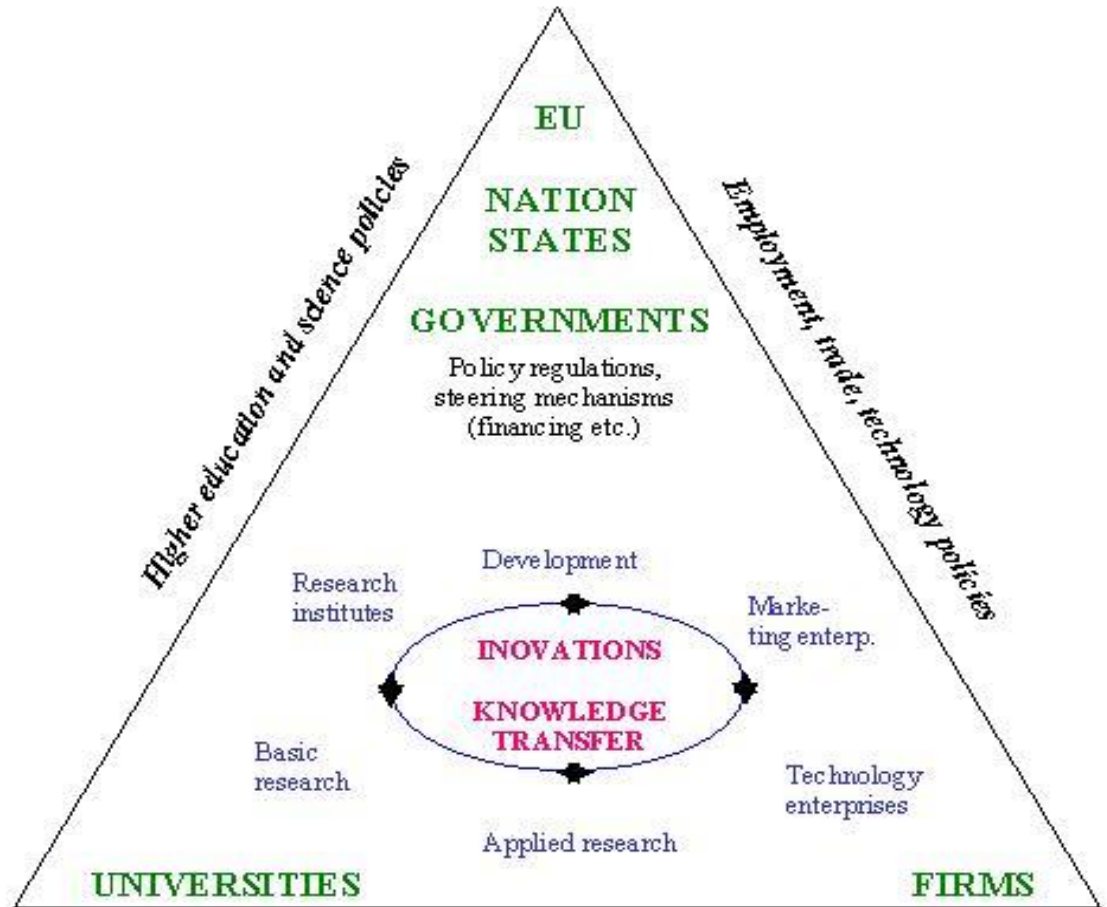 EU
NATION
STATES
GOVERNMENTS
Policy regulations,
steering mechanisms
(financing etc.)
Higher education and science policies
Employment, trade, technology policies
Development
Research
institutes
Marke-
ting enterp.
INOVATIONS
KNOWLEDGE
TRANSFER
Basic
research
Technology
enterprises
Applied research
UNIVERSITIES
FIRMS